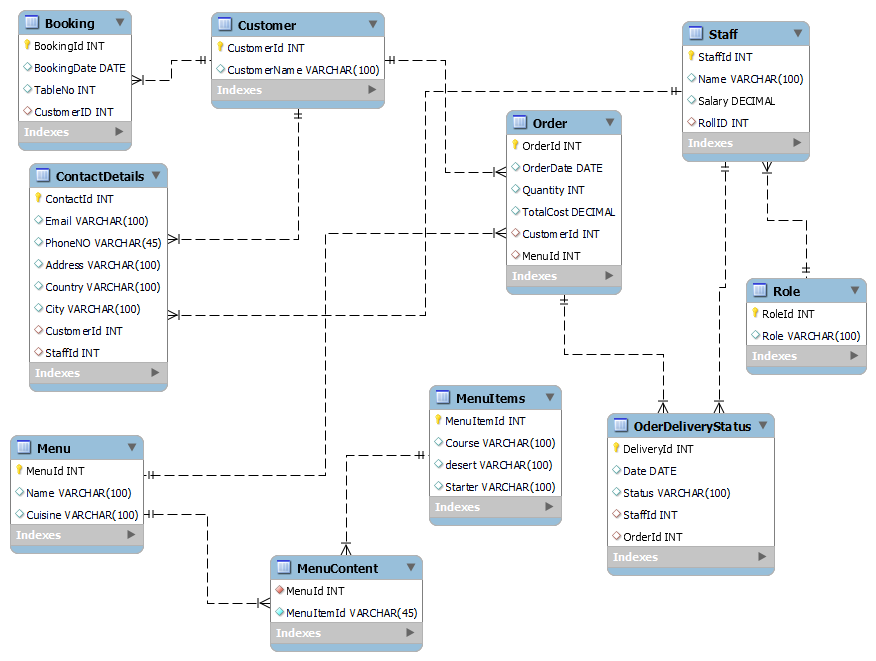 Booking
BookingId INT
BookingDate DATE
TableNo INT
CustomerID INT
Indexes
Customer
CustomerId INT
CustomerName VARCHAR(100)
Indexes
Staff
StaffId INT
Name VARCHAR(100)
Salary DECIMAL
RollID INT
Indexes
Order
OrderId INT
OrderDate DATE
Quantity INT
TotalCost DECIMAL
CustomerId INT
MenuId INT
Indexes
ContactDetails
ContactId INT
Email VARCHAR(100)
PhoneNO VARCHAR(45)
Address VARCHAR(100)
Country VARCHAR(100)
City VARCHAR(100)
CustomerId INT
StaffId INT
Indexes
Role
RoleId INT
Role VARCHAR(100)
Indexes
MenuItems
MenuItemId INT
Course VARCHAR(100)
desert VARCHAR(100)
Starter VARCHAR(100)
Indexes
OderDeliveryStatus
DeliveryId INT
Date DATE
Status VARCHAR(100)
StaffId INT
OrderId INT
Indexes
Menu
MenuId INT
Name VARCHAR(100)
Cuisine VARCHAR(100)
Indexes
MenuContent
MenuId INT
MenuItemId VARCHAR(45)
Indexes